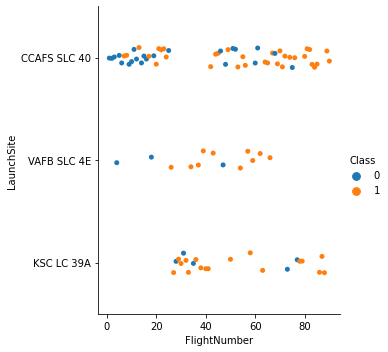 CCAFS SLC 40
VAFB SLC 4E
KSC LC 39A
LaunchSite
0
20
40
60
80
FlightNumber
Class
0
1